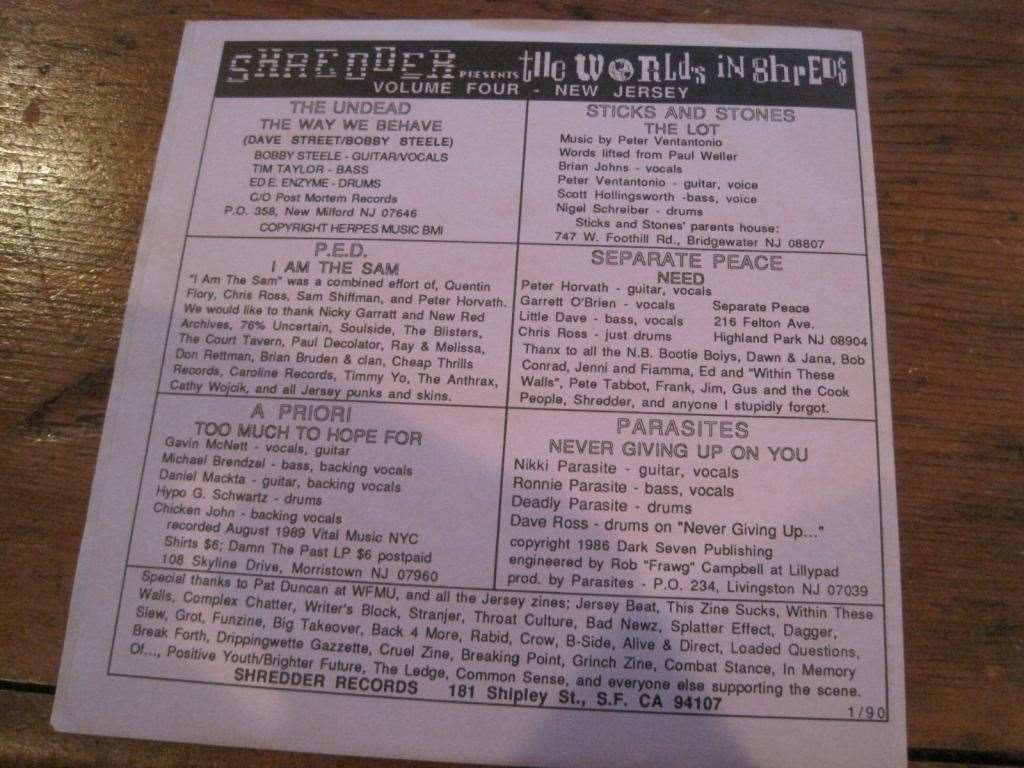 SHREDDER PRESENTS the WORLD's iN ShrEDS
VOLUME FOUR - NEW JERSEY
THE UNDEAD
THE WAY WE BEHAVE
(DAVE STREET/BOBBY STEELE)
BOBBY STEELE - GUITAR/VOCALS
TIM TAYLOR - BASS
ED E. ENZYME - DRUMS
C/O Post Mortem Records
P.O. 358, New Milford NJ 07646
COPYRIGHT HERPES MUSIC BMI
STICKS AND STONES
THE LOT
Music by Peter Ventantonio
Words lifted from Paul Weller
Brian Johns - vocals
Peter Ventantonio - guitar, voice
Scott Hollingsworth -bass, voice
Nigel Schreiber - drums
Sticks and Stones' parents house:
747 W. Foothill Rd., Bridgewater NJ 08807
P.E.D.
I AM THE SAM
"I Am The Sam" was a combined effort of, Quentin
Flory, Chris Ross, Sam Shiffman, and Peter Horvath.
We would like to thank Nicky Garratt and New Red
Archives, 76% Uncertain, Soulside, The Blisters,
The Court Tavern, Paul Decolator, Ray & Melissa,
Don Rettman, Brian Bruden & clan, Cheap Thrills
Records, Caroline Records, Timmy Yo, The Anthrax,
Cathy Wojcik, and all Jersey punks and skins.
SEPARATE PEACE
NEED
Peter Horvath - guitar, vocals
Garrett O'Brien - vocals
Little Dave - bass, vocals
Chris Ross - just drums
Separate Peace
216 Felton Ave.
Highland Park NJ 08904
Thanx to all the N.B. Bootie Boiys, Dawn & Jana, Bob
Conrad, Jenni and Fiamma, Ed and "Within These
Walls", Pete Tabbot, Frank, Jim, Gus and the Cook
People, Shredder, and anyone I stupidly forgot.
A PRIORI
TOO MUCH TO HOPE FOR
Gavin McNett - vocals, guitar
Michael Brendzel - bass, backing vocals
Daniel Mackta - guitar, backing vocals
Hypo G. Schwartz - drums
Chicken John - backing vocals
recorded August 1989 Vital Music NYC
Shirts $6; Damn The Past LP $6 postpaid
108 Skyline Drive, Morristown NJ 07960
PARASITES
NEVER GIVING UP ON YOU
Nikki Parasite - guitar, vocals
Ronnie Parasite - bass, vocals
Deadly Parasite - drums
Dave Ross - drums on "Never Giving Up..."
copyright 1986 Dark Seven Publishing
engineered by Rob "Frawg" Campbell at Lillypad
prod. by Parasites - P.O. 234, Livingston NJ 07039
Special thanks to Pat Duncan at WFMU, and all the Jersey zines; Jersey Beat, This Zine Sucks, Within These
Walls, Complex Chatter, Writer's Block, Stranjer, Throat Culture, Bad Newz, Splatter Effect, Dagger,
Slew, Grot, Funzine, Big Takeover, Back 4 More, Rabid, Crow, B-Side, Alive & Direct, Loaded Questions,
Break Forth, Drippingwette Gazzette, Cruel Zine, Breaking Point, Grinch Zine, Combat Stance, In Memory
Of..., Positive Youth/Brighter Future, The Ledge, Common Sense, and everyone else supporting the scene.
SHREDDER RECORDS 181 Shipley St., S.F. CA 94107
1/90